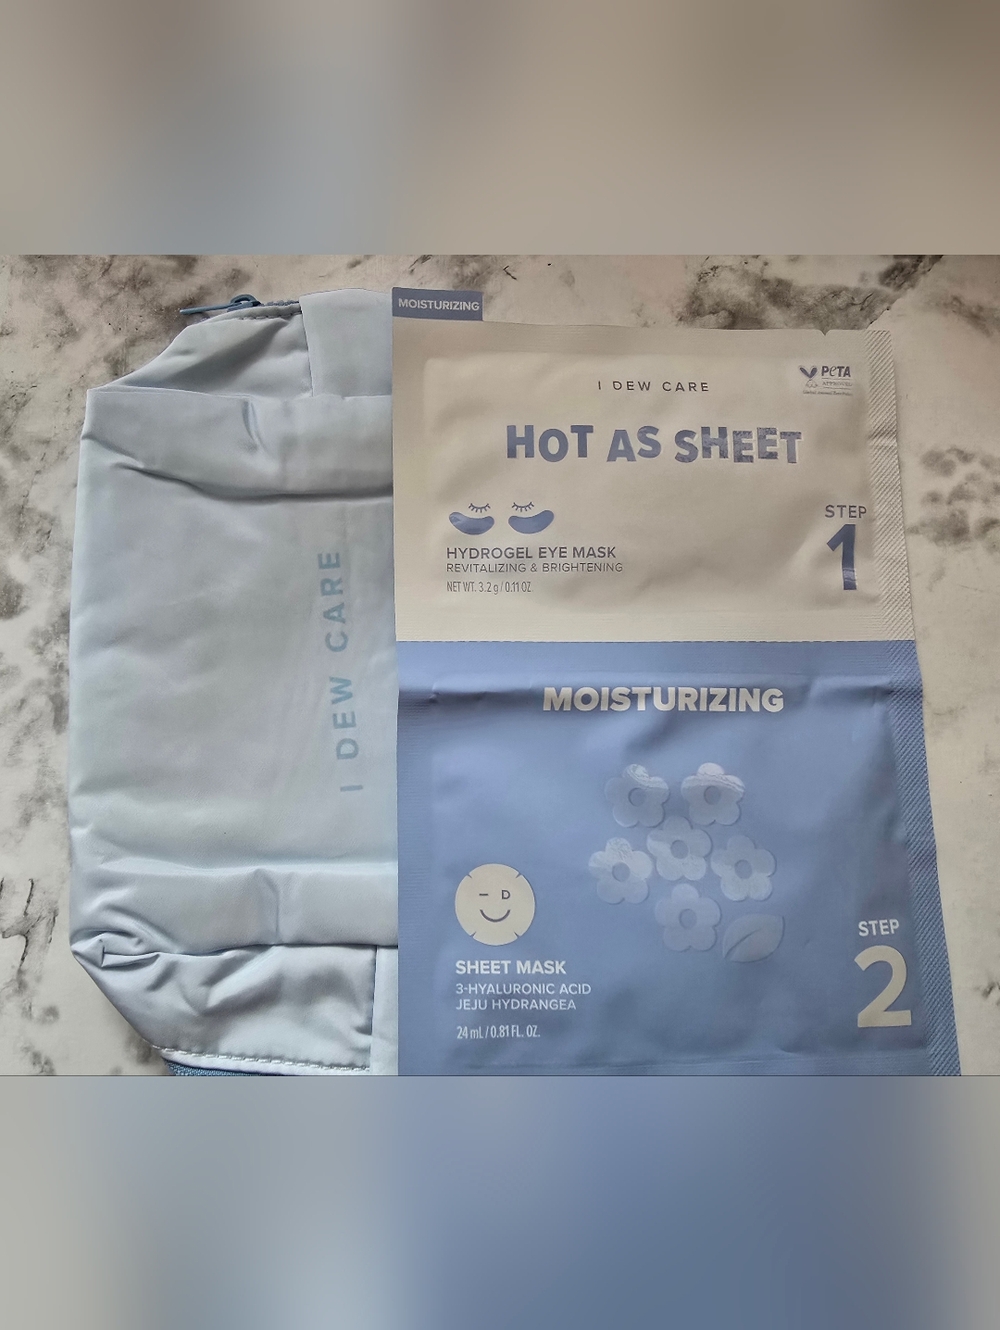 I DEW CARE
MOISTURIZING
I DEW CARE
PeTA
APPROVED
HOT AS SHEET
STEP
1
HYDROGEL EYE MASK
REVITALIZING & BRIGHTENING
NET WT. 3.2 g / 0.11 OZ.
MOISTURIZING
SHEET MASK
3-HYALURONIC ACID
JEJU HYDRANGEA
24 mL / 0.81 FL. OZ.
STEP
2